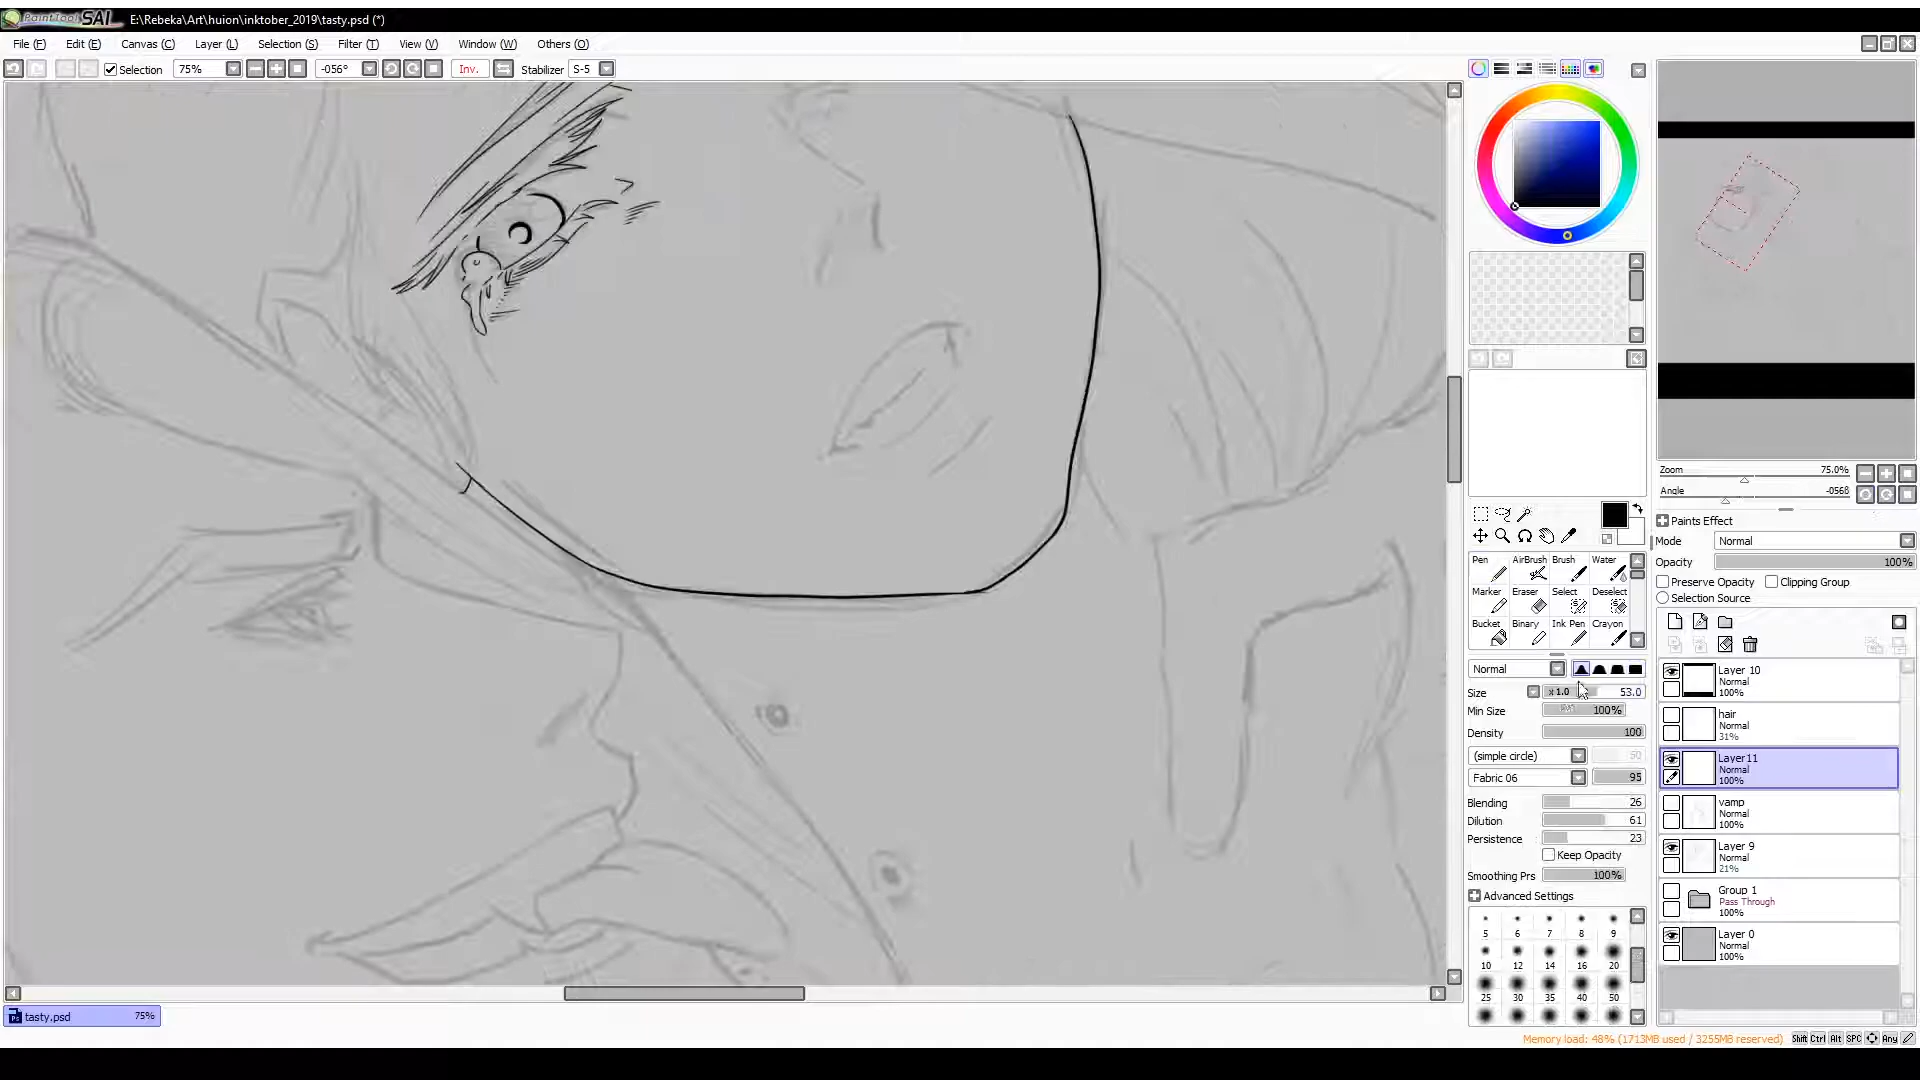 PaintTool SAI E:\Rebeka\Art\huion\inktober_2019\tasty.psd (*)
File (F) Edit (E) Canvas (C) Layer (L) Selection (S) Filter (T) View (V) Window (W) Others (O)
Selection 75% -056° Inv. Stabilizer S-5
Zoom 75.0%
Angle -056ß
Paints Effect
Mode Normal
Opacity 100%
Preserve Opacity Clipping Group
Selection Source
Pen AirBrush Brush Water
Marker Eraser Select Deselect
Bucket Binary Ink Pen Crayon
Normal
Size x 1.0 53.0
Min Size 100%
Density 100
(simple circle) 50
Fabric 06 95
Blending 26
Dilution 61
Persistence 23
Keep Opacity
Smoothing Prs 100%
Advanced Settings
5 6 7 8 9
10 12 14 16 20
25 30 35 40 50
Layer 10
Normal
100%
hair
Normal
31%
Layer11
Normal
100%
vamp
Normal
100%
Layer 9
Normal
21%
Group 1
Pass Through
100%
Layer 0
Normal
100%
tasty.psd 75%
Memory load: 48% (1713MB used / 3255MB reserved) Shift Ctrl Alt SPC Any